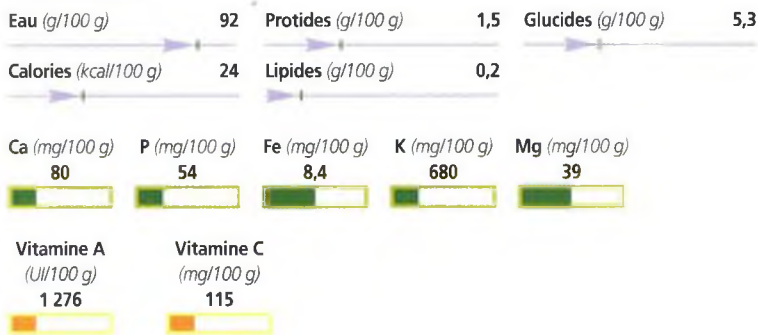 Eau (g/100 g) 92 Protides (g/100 g) 1,5 Glucides (g/100 g) 5,3
Calories (kcal/100 g) 24 Lipides (g/100 g) 0,2
Ca (mg/100 g) P (mg/100 g) Fe (mg/100 g) K (mg/100 g) Mg (mg/100 g)
80 54 8,4 680 39
Vitamine A Vitamine C
(UI/100 g) (mg/100 g)
1 276 115